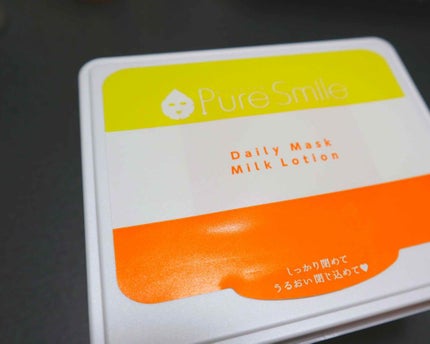 Pure Smile
Daily Mask
Milk Lotion
しっかり閉めて
うるおい閉じ込めて♥